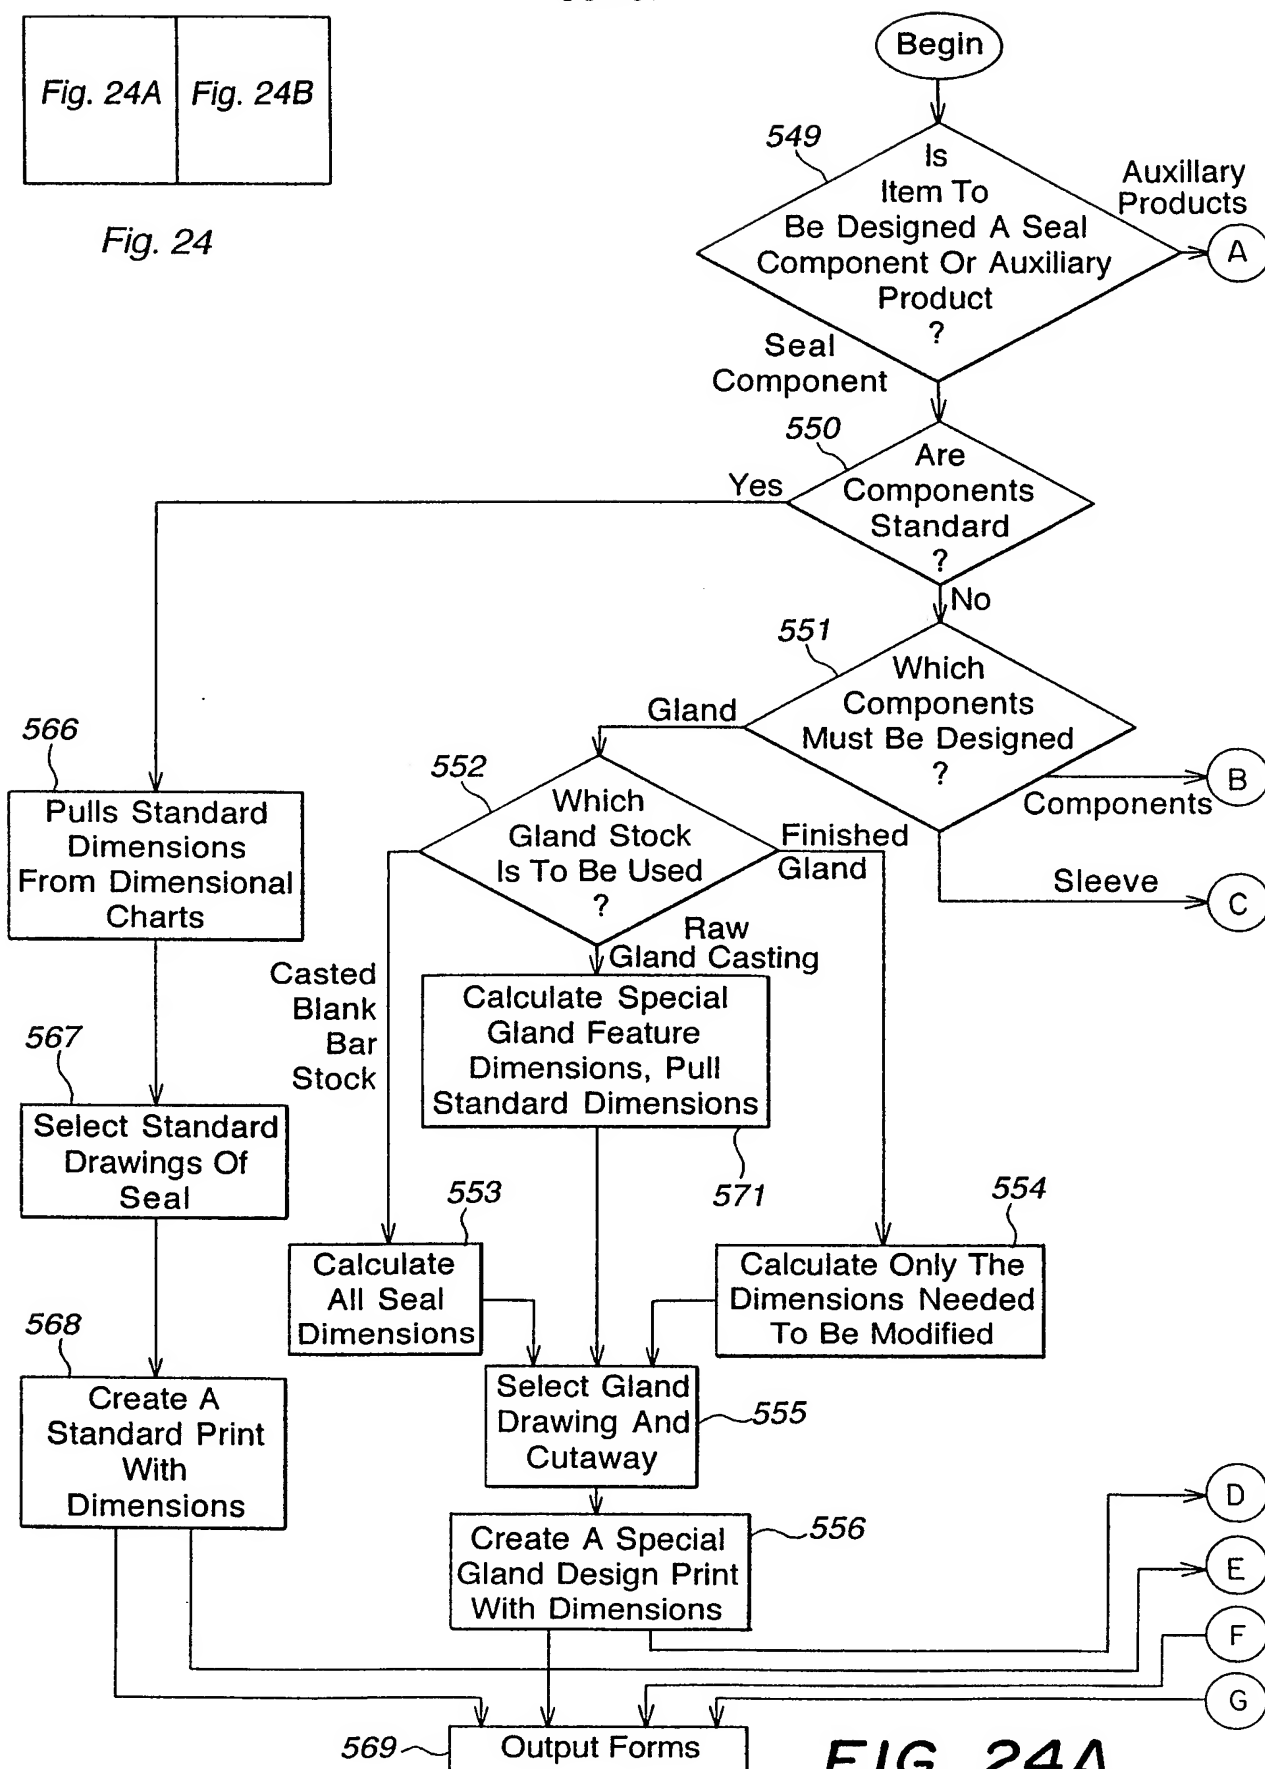 Fig. 24A
Fig. 24B
Fig. 24
Begin
549
Is
Item To
Be Designed A Seal
Component Or Auxiliary
Product
?
Auxillary
Products
A
Seal
Component
550
Are
Components
Standard
?
Yes
No
551
Which
Components
Must Be Designed
?
Gland
B
Components
Sleeve
C
552
Which
Gland Stock
Is To Be Used
?
Finished
Gland
Raw
Gland Casting
Casted
Blank
Bar
Stock
566
Pulls Standard
Dimensions
From Dimensional
Charts
567
Select Standard
Drawings Of
Seal
568
Create A
Standard Print
With
Dimensions
Calculate Special
Gland Feature
Dimensions, Pull
Standard Dimensions
571
553
Calculate
All Seal
Dimensions
554
Calculate Only The
Dimensions Needed
To Be Modified
Select Gland
Drawing And
Cutaway
555
Create A Special
Gland Design Print
With Dimensions
556
D
E
F
G
569
Output Forms
FIG. 24A